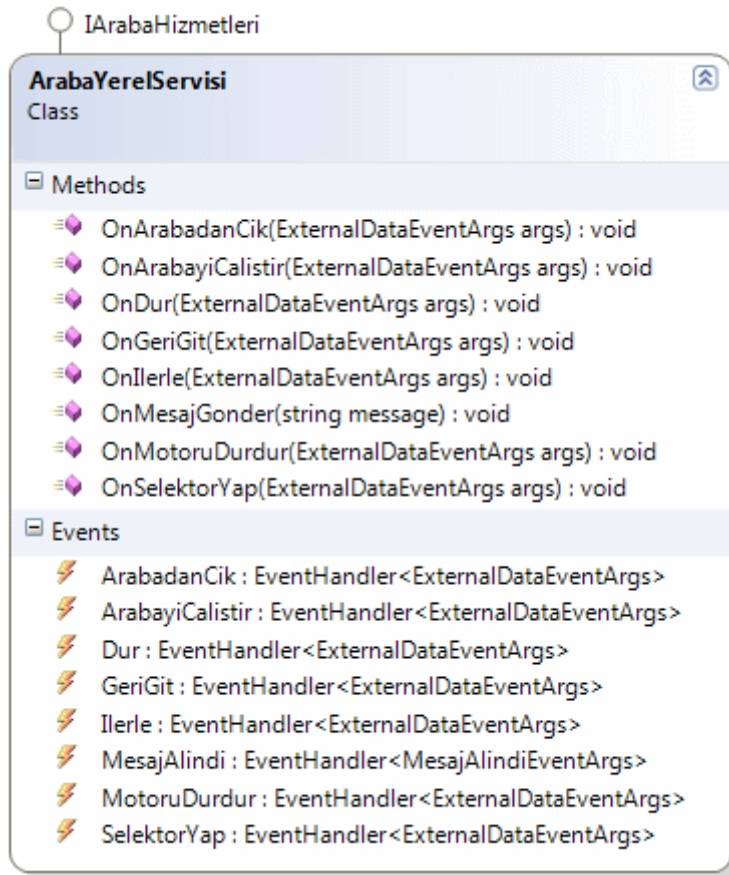 IArabaHizmetleri
ArabaYerelServisi
Class
Methods
OnArabadanCik(ExternalDataEventArgs args) : void
OnArabayiCalistir(ExternalDataEventArgs args) : void
OnDur(ExternalDataEventArgs args) : void
OnGeriGit(ExternalDataEventArgs args) : void
OnIlerle(ExternalDataEventArgs args) : void
OnMesajGonder(string message) : void
OnMotoruDurdur(ExternalDataEventArgs args) : void
OnSelektorYap(ExternalDataEventArgs args) : void
Events
ArabadanCik : EventHandler<ExternalDataEventArgs>
ArabayiCalistir : EventHandler<ExternalDataEventArgs>
Dur : EventHandler<ExternalDataEventArgs>
GeriGit : EventHandler<ExternalDataEventArgs>
Ilerle : EventHandler<ExternalDataEventArgs>
MesajAlindi : EventHandler<MesajAlindiEventArgs>
MotoruDurdur : EventHandler<ExternalDataEventArgs>
SelektorYap : EventHandler<ExternalDataEventArgs>